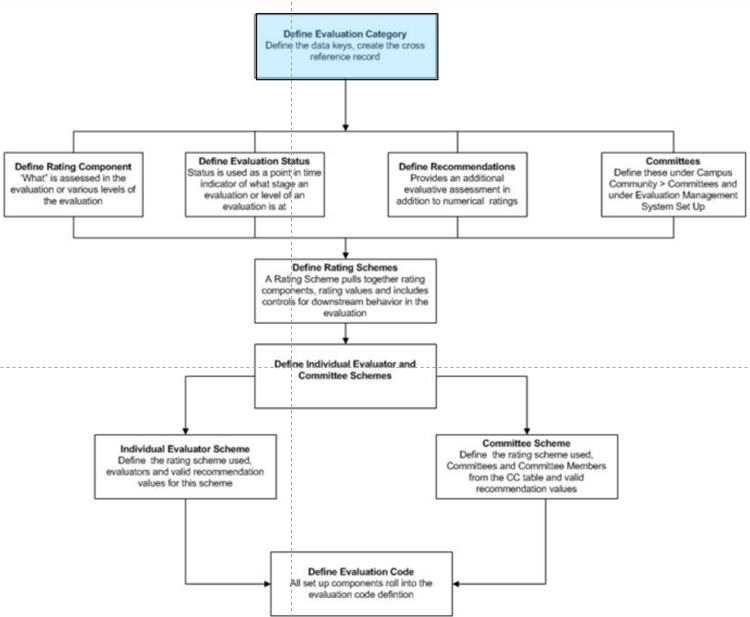 Define Evaluation Category
Define the data keys, create the cross
reference record
Define Rating Component
"What" is assessed in the
evaluation or various levels of
the evaluation
Define Evaluation Status
Status is used as a point in time
indicator of what stage an
evaluation or level of an
evaluation is at
Define Recommendations
Provides an additional
evaluative assessment in
addition to numerical ratings
Committees
Define these under Campus
Community > Committees and
under Evaluation Management
System Set Up
Define Rating Schemes
A Rating Scheme pulls together rating
components, rating values and includes
controls for downstream behavior in the
evaluation
Define Individual Evaluator and
Committee Schemes
Individual Evaluator Scheme
Define the rating scheme used,
evaluators and valid recommendation
values for this scheme
Committee Scheme
Define the rating scheme used,
Committees and Committee Members
from the CC table and valid
recommendation values
Define Evaluation Code
All set up components roll into the
evaluation code defintion